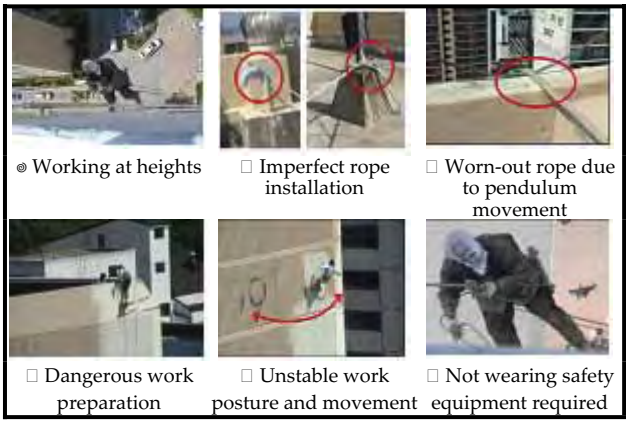 ◎ Working at heights
□ Imperfect rope
installation
□ Worn-out rope due
to pendulum
movement
□ Dangerous work
preparation
□ Unstable work
posture and movement
□ Not wearing safety
equipment required